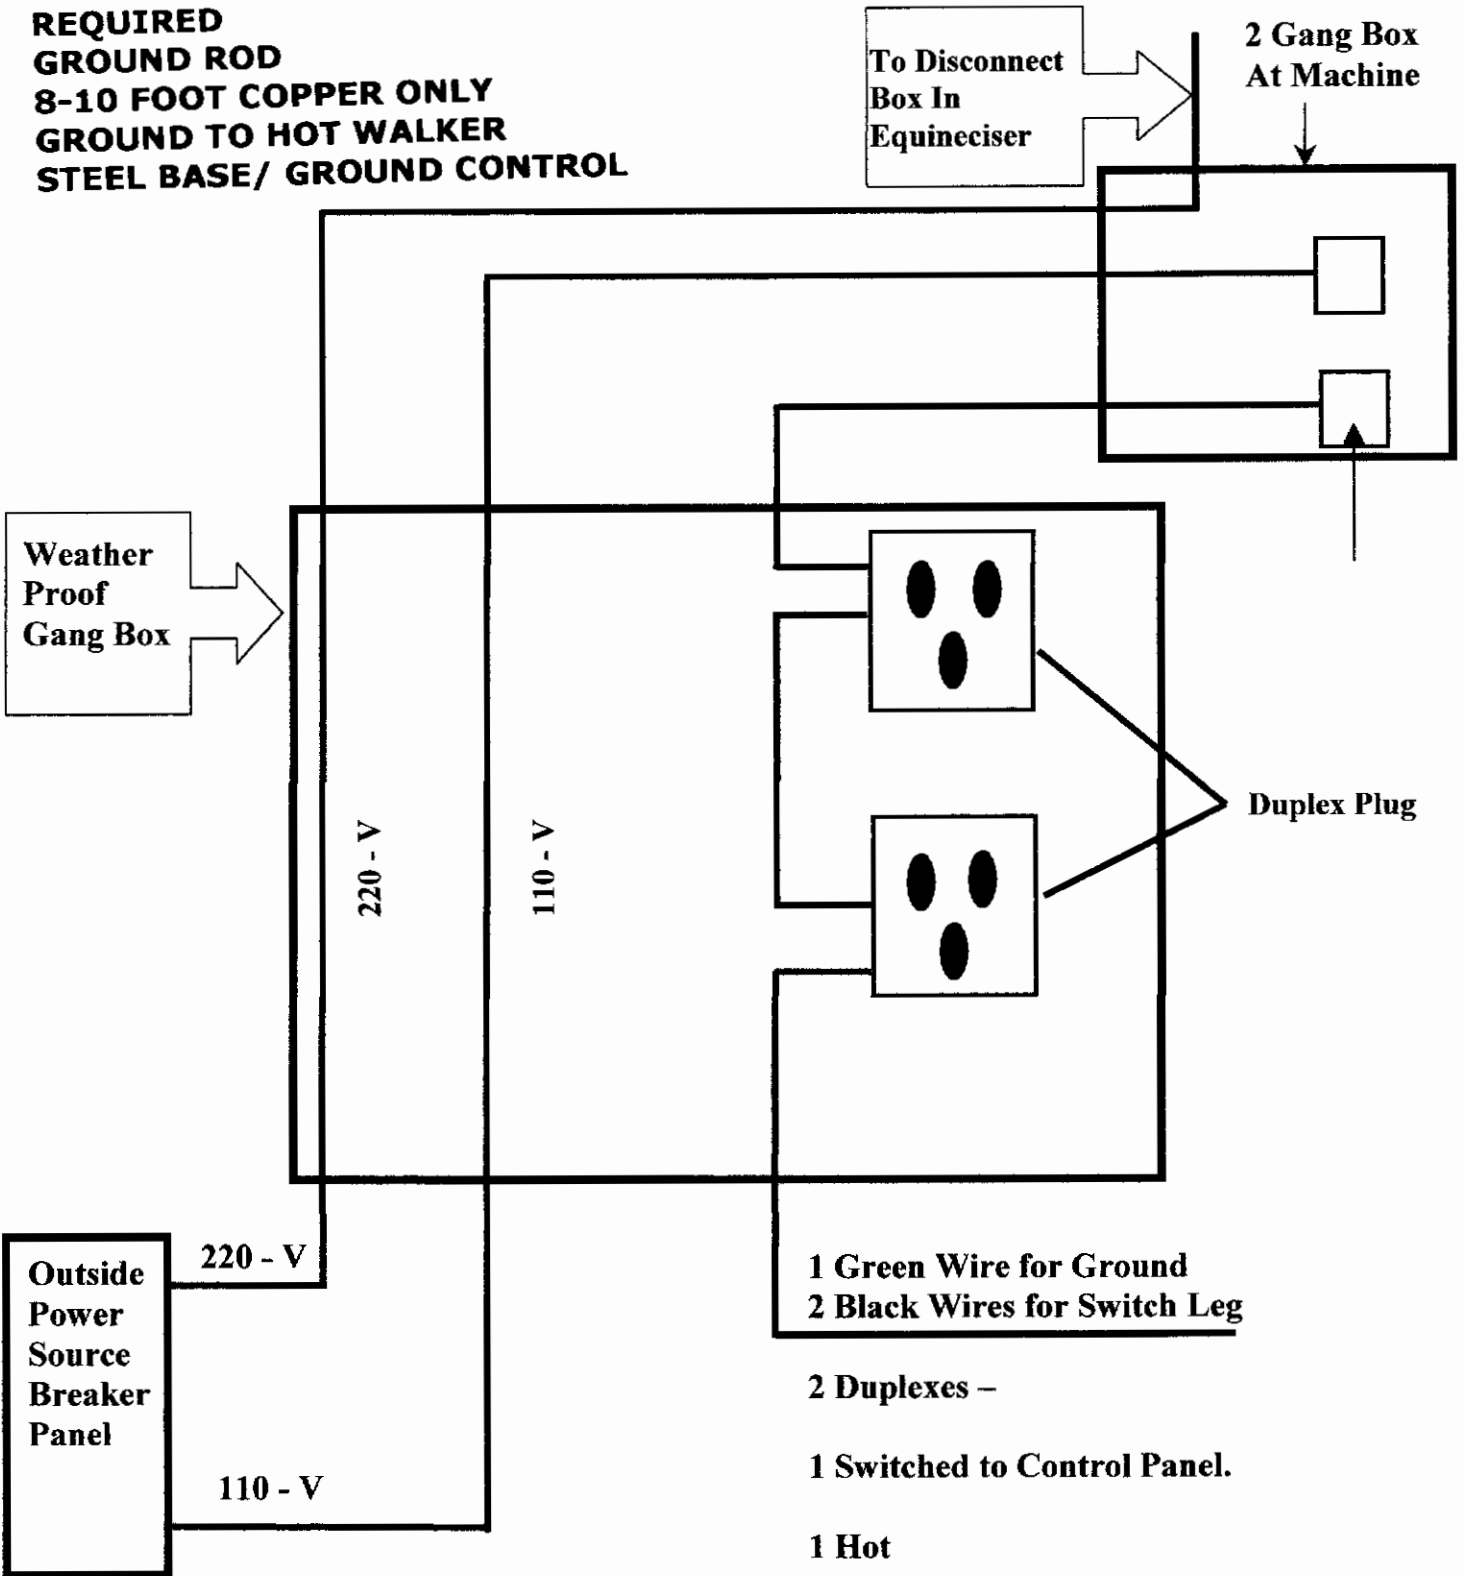 REQUIRED
GROUND ROD
8-10 FOOT COPPER ONLY
GROUND TO HOT WALKER
STEEL BASE/ GROUND CONTROL
To Disconnect
Box In
Equineciser
2 Gang Box
At Machine
Weather
Proof
Gang Box
220 - V
110 - V
Duplex Plug
Outside
Power
Source
Breaker
Panel
220 - V
110 - V
1 Green Wire for Ground
2 Black Wires for Switch Leg
2 Duplexes –
1 Switched to Control Panel.
1 Hot